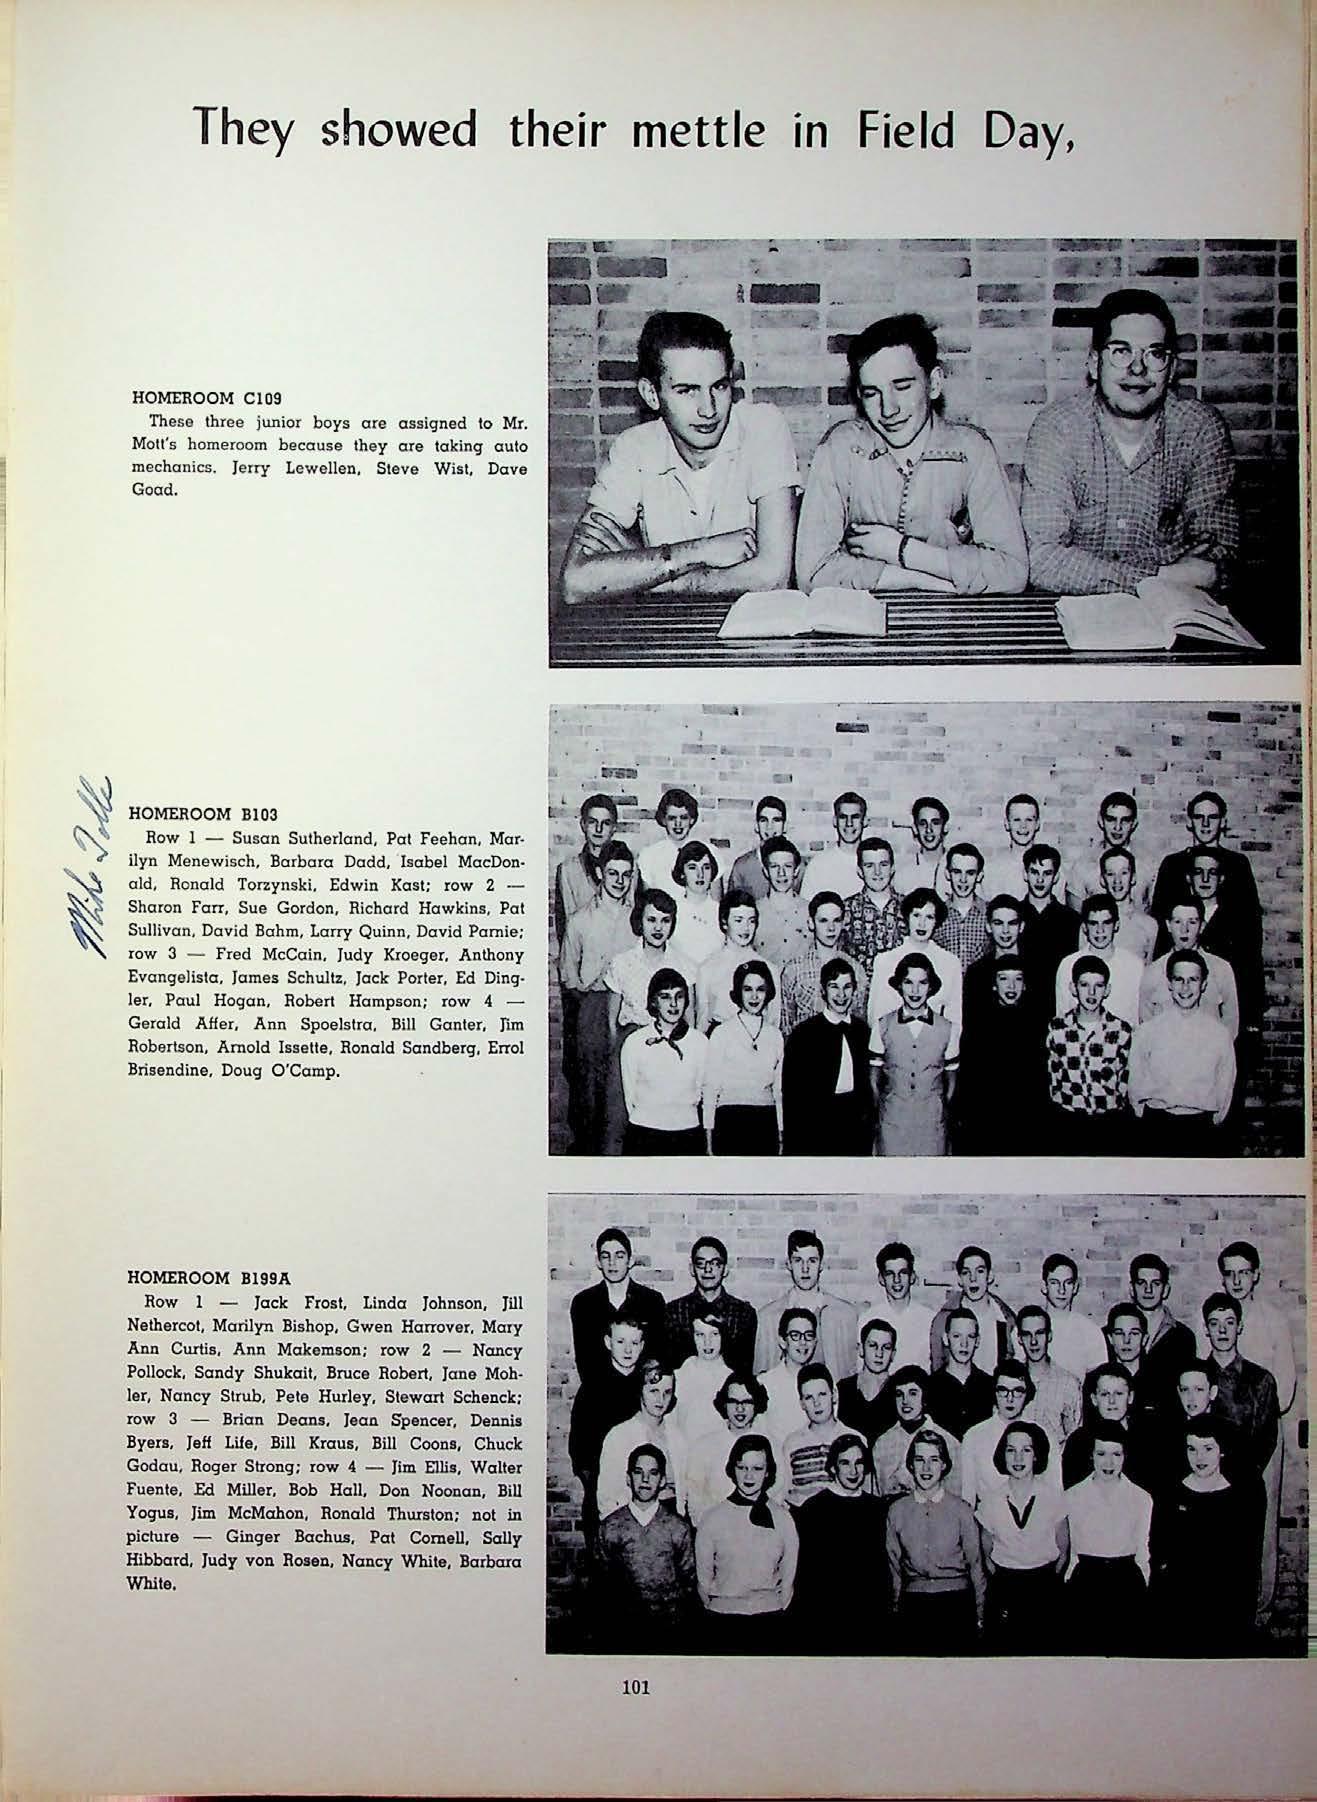 They showed their mettle in Field Day,
HOMEROOM C109
These three junior boys are assigned to Mr.
Mott's homeroom because they are taking auto
mechanics. Jerry Lewellen, Steve Wist, Dave
Goad.
Mike Tolle
HOMEROOM B103
Row 1 — Susan Sutherland, Pat Feehan, Mar-
ilyn Menewisch, Barbara Dadd, Isabel MacDon-
ald, Ronald Torzynski, Edwin Kast; row 2 —
Sharon Farr, Sue Gordon, Richard Hawkins, Pat
Sullivan, David Bahm, Larry Quinn, David Parnie;
row 3 — Fred McCain, Judy Kroeger, Anthony
Evangelista, James Schultz, Jack Porter, Ed Ding-
ler, Paul Hogan, Robert Hampson; row 4 —
Gerald Affer, Ann Spoelstra, Bill Ganter, Jim
Robertson, Arnold Issette, Ronald Sandberg, Errol
Brisendine, Doug O'Camp.
HOMEROOM B199A
Row 1 — Jack Frost, Linda Johnson, Jill
Nethercot, Marilyn Bishop, Gwen Harrover, Mary
Ann Curtis, Ann Makemson; row 2 — Nancy
Pollock, Sandy Shukait, Bruce Robert, Jane Moh-
ler, Nancy Strub, Pete Hurley, Stewart Schenck;
row 3 — Brian Deans, Jean Spencer, Dennis
Byers, Jeff Life, Bill Kraus, Bill Coons, Chuck
Godau, Roger Strong; row 4 — Jim Ellis, Walter
Fuente, Ed Miller, Bob Hall, Don Noonan, Bill
Yogus, Jim McMahon, Ronald Thurston; not in
picture — Ginger Bachus, Pat Cornell, Sally
Hibbard, Judy von Rosen, Nancy White, Barbara
White.
101